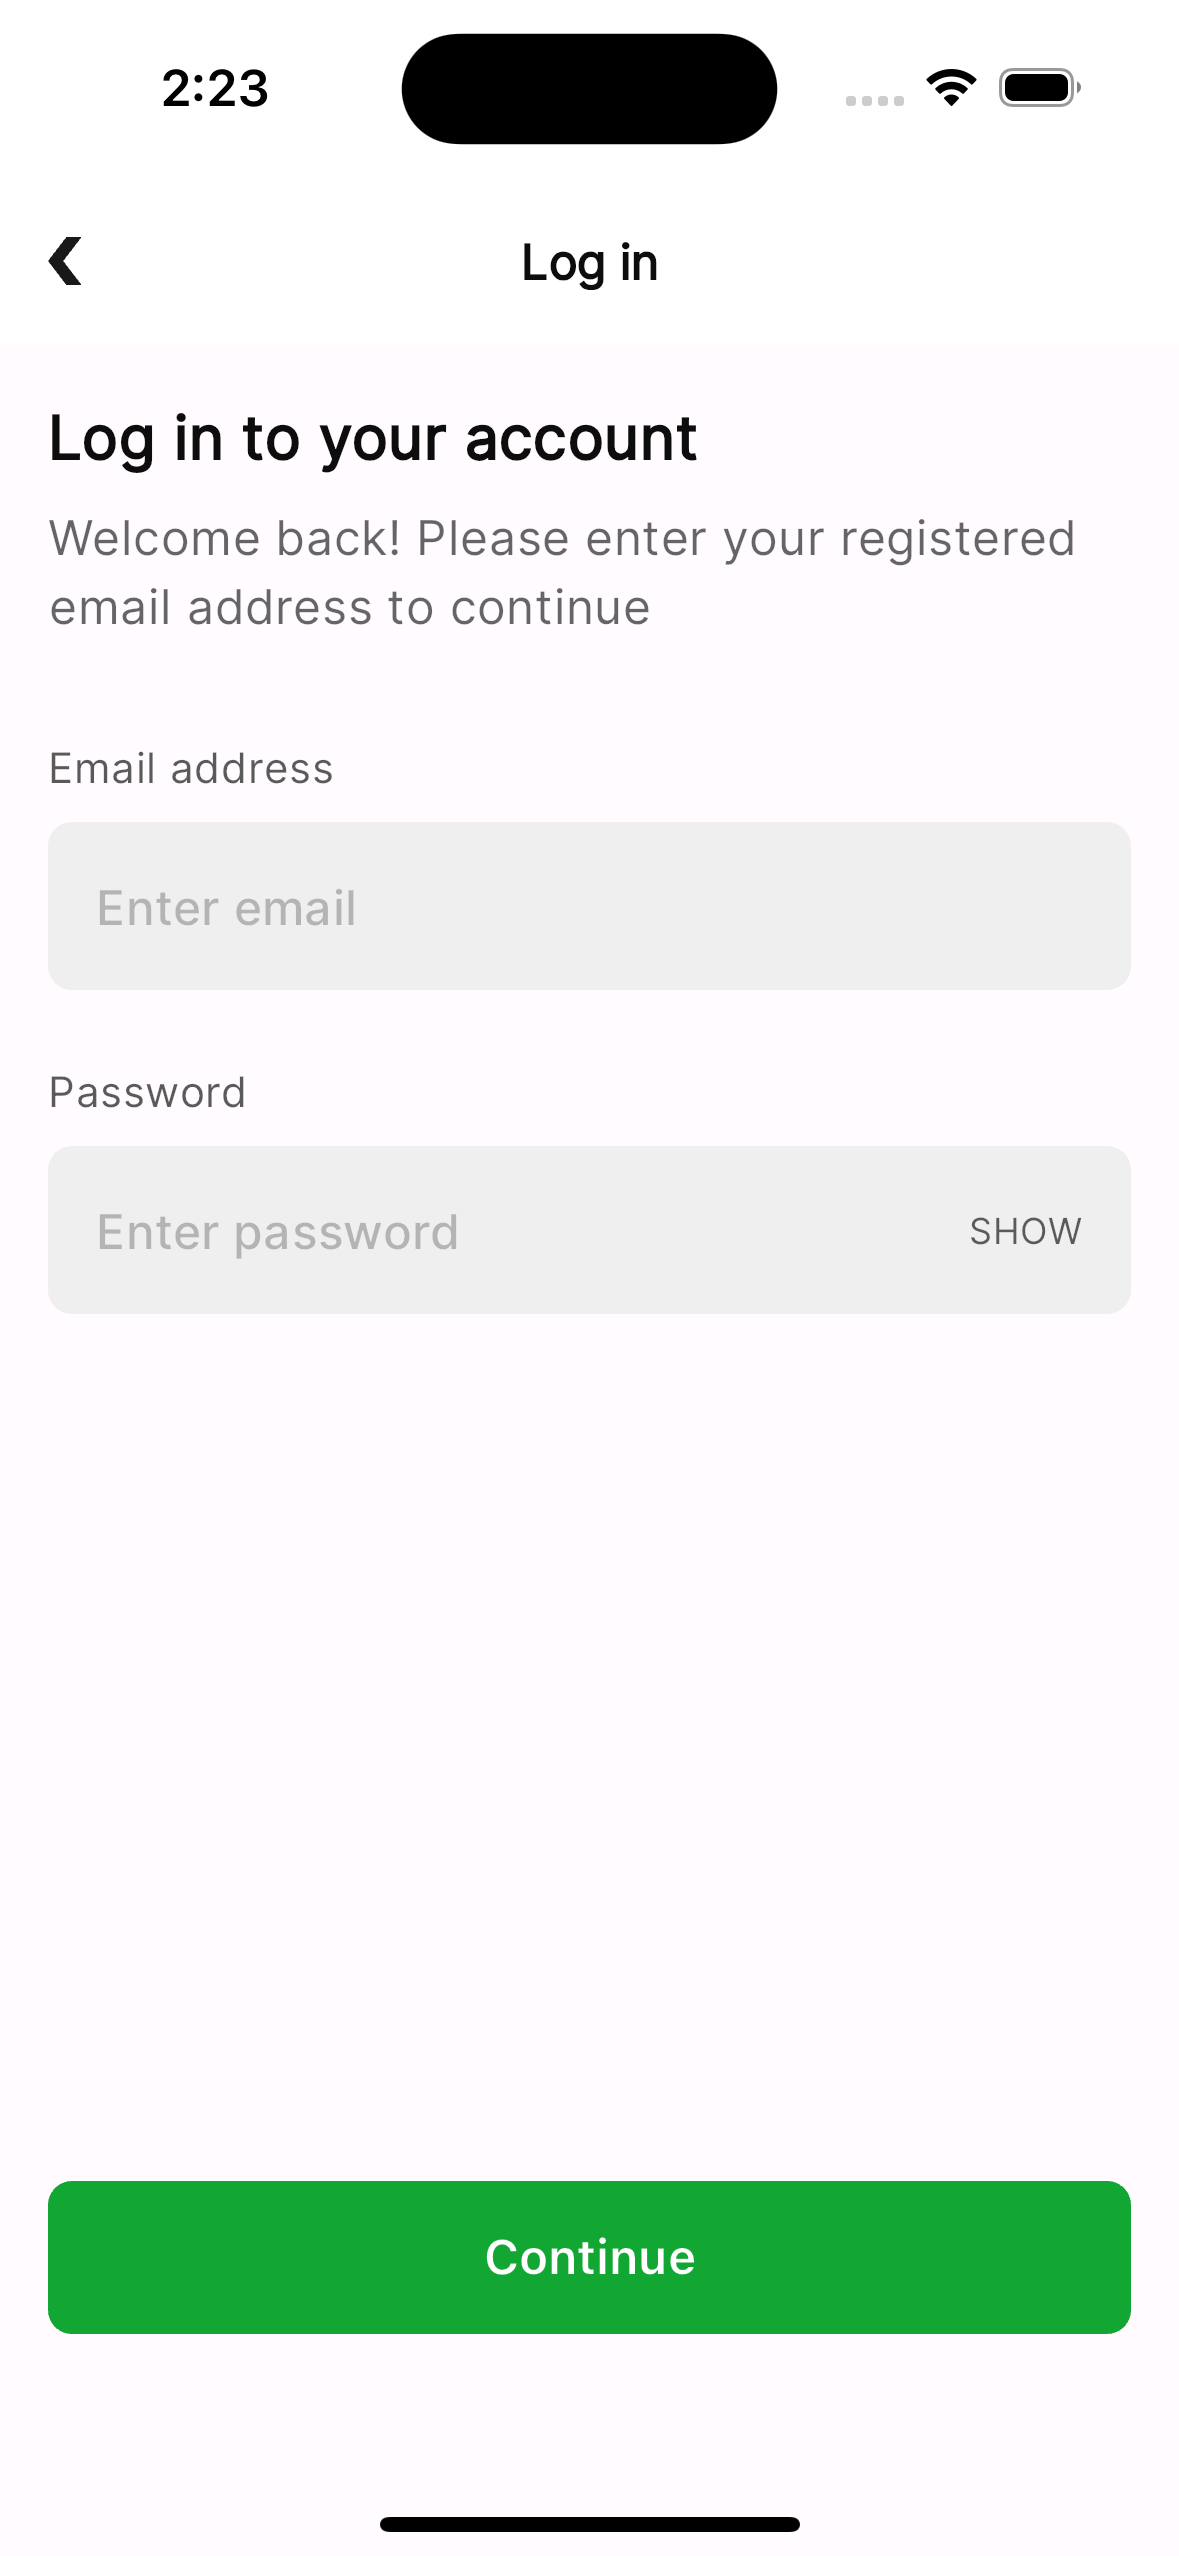 2:23
Log in
Log in to your account
Welcome back! Please enter your registered
email address to continue
Email address
Enter email
Password
Enter password SHOW
Continue